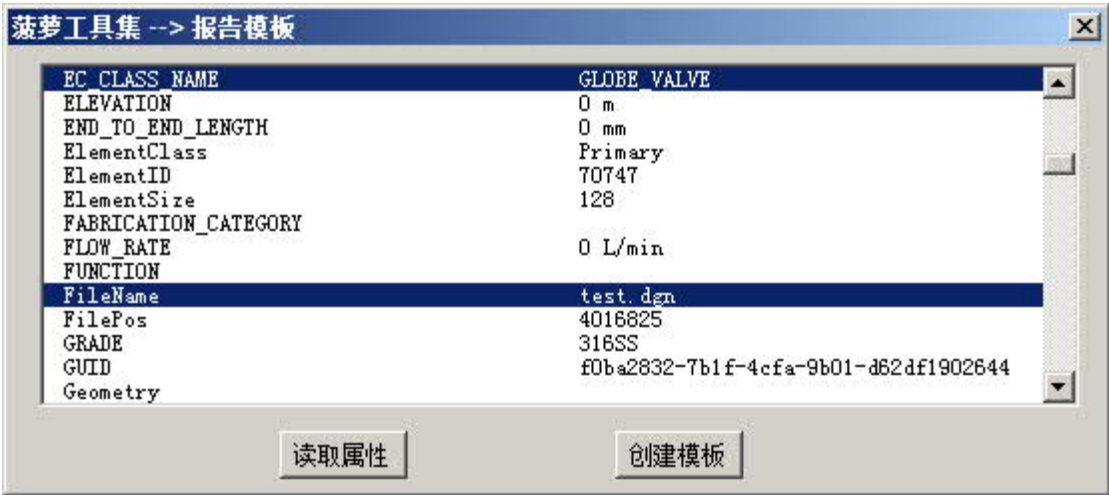 菠萝工具集 --> 报告模板
EC_CLASS_NAME GLOBE_VALVE
ELEVATION 0 m
END_TO_END_LENGTH 0 mm
ElementClass Primary
ElementID 70747
ElementSize 128
FABRICATION_CATEGORY
FLOW_RATE 0 L/min
FUNCTION
FileName test.dgn
FilePos 4016825
GRADE 316SS
GUID f0ba2832-7b1f-4cfa-9b01-d62df1902644
Geometry
读取属性 创建模板